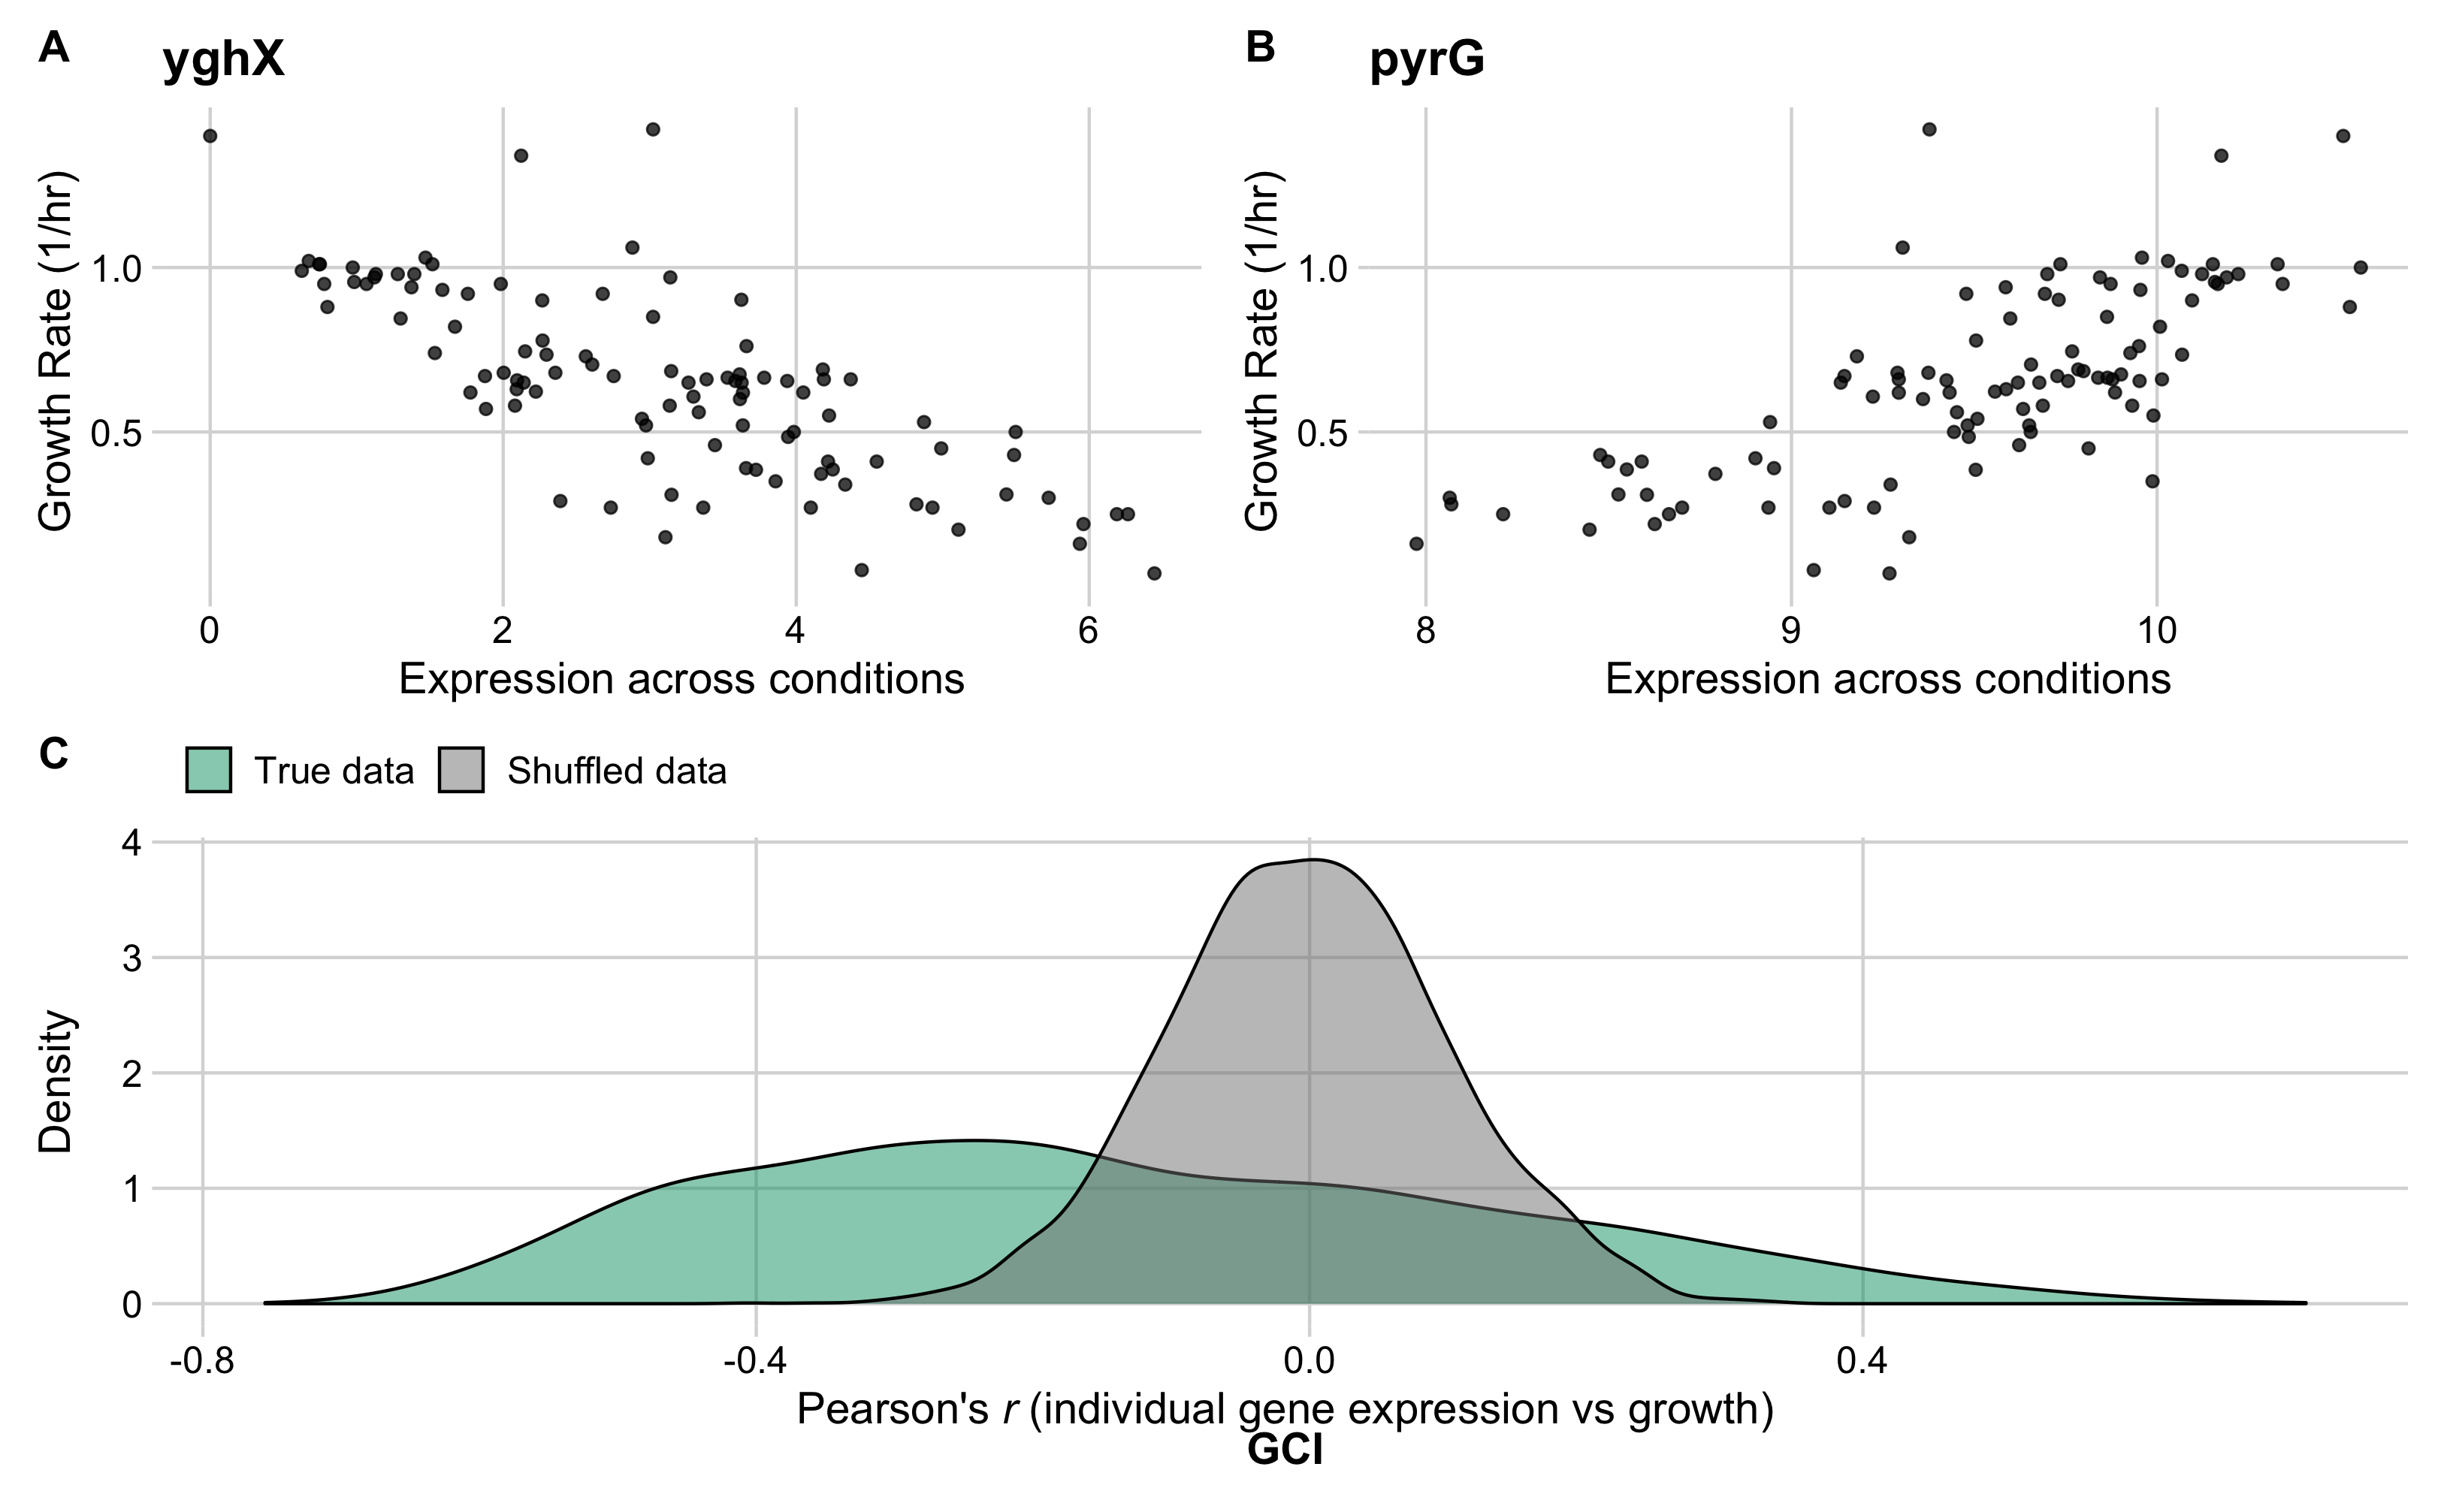 A
yghX
Growth Rate (1/hr)
1.0
0.5
0 2 4 6
Expression across conditions
B
pyrG
Growth Rate (1/hr)
1.0
0.5
8 9 10
Expression across conditions
C
True data Shuffled data
Density
4
3
2
1
0
-0.8 -0.4 0.0 0.4
Pearson's r (individual gene expression vs growth)
GCI